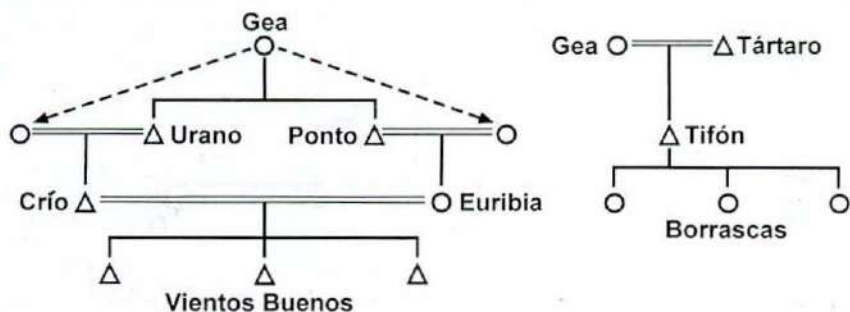 Gea
Gea Tártaro
Urano Ponto Tifón
Crío Euribia
Borrascas
Vientos Buenos